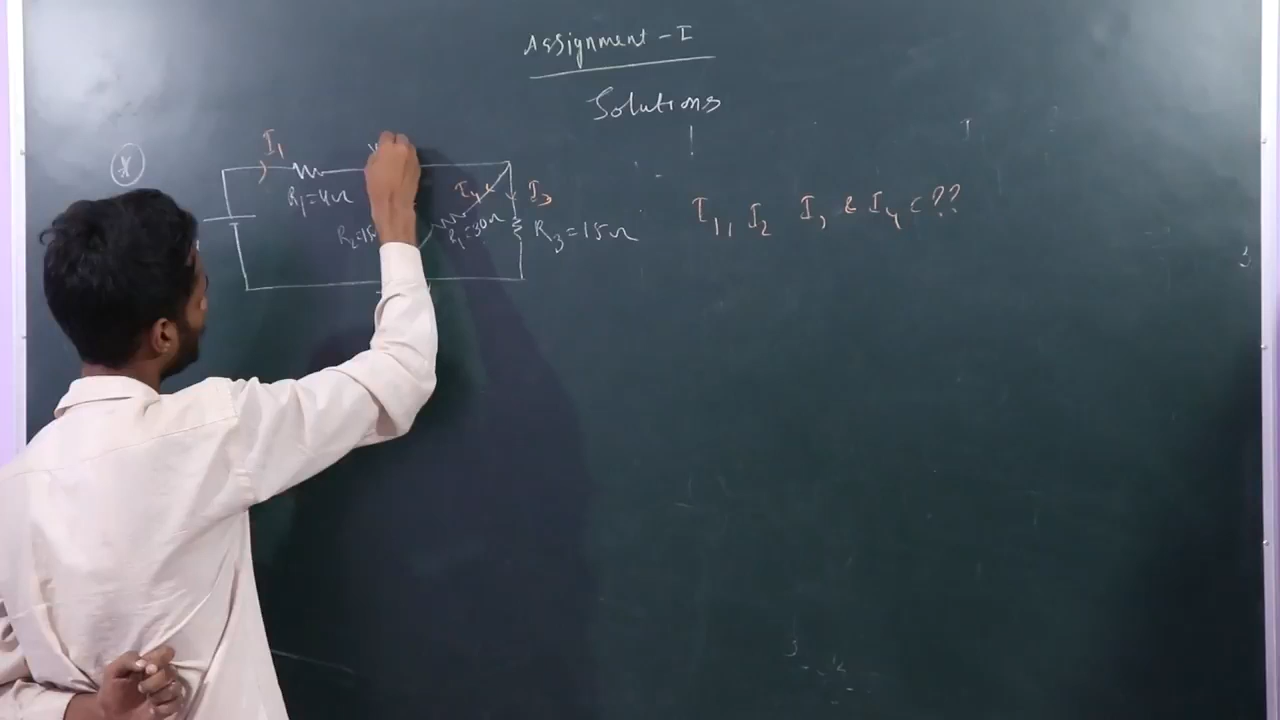 Assignment - I
Solutions
I₁
R₁=4Ω
I₄
I₃
R₃=15Ω
I₁, I₂ I₃ & I₄ = ??